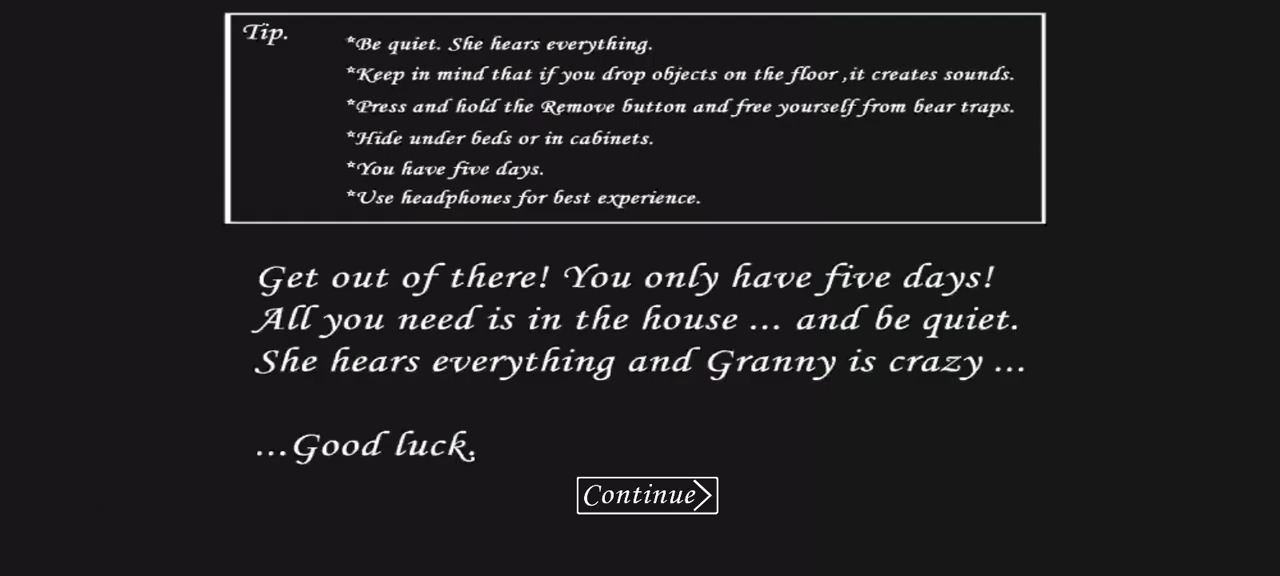 Tip.
*Be quiet. She hears everything.
*Keep in mind that if you drop objects on the floor ,it creates sounds.
*Press and hold the Remove button and free yourself from bear traps.
*Hide under beds or in cabinets.
*You have five days.
*Use headphones for best experience.
Get out of there! You only have five days!
All you need is in the house ... and be quiet.
She hears everything and Granny is crazy ...
...Good luck.
Continue>